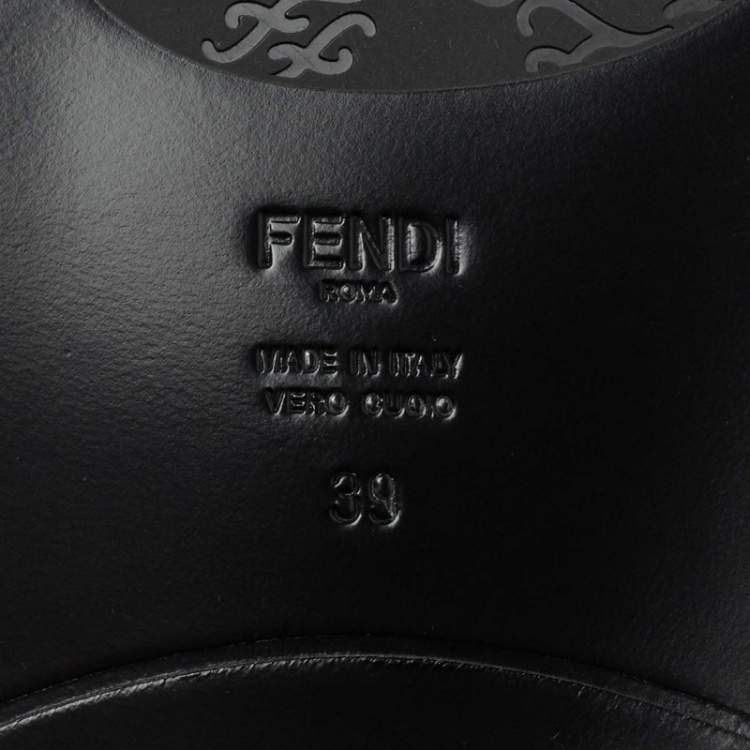 FENDI
ROMA
MADE IN ITALY
VERO CUOIO
39